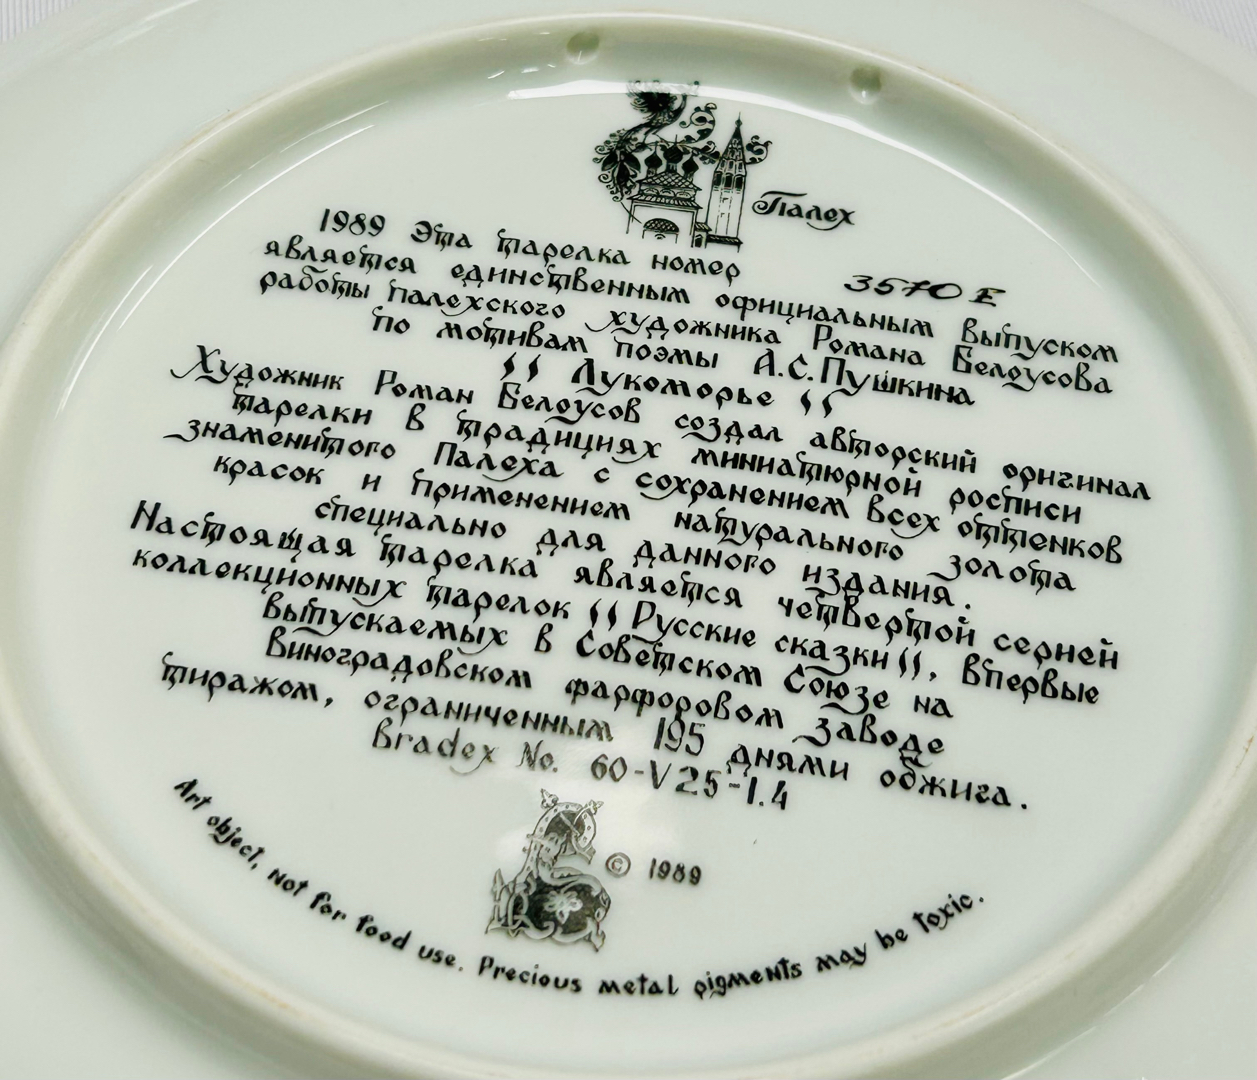 Палех
1989 Эта тарелка номер 3570 E
является единственным официальным выпуском
работы палехского художника Романа Белоусова
по мотивам поэмы А.С.Пушкина
"Лукоморье"
Художник Роман Белоусов создал авторский оригинал
тарелки в традициях миниатюрной росписи
знаменитого Палеха с сохранением всех оттенков
красок и применением натурального золота
специально для данного издания.
Настоящая тарелка является четвертой серией
коллекционных тарелок "Русские сказки", впервые
выпускаемых в Советском Союзе на
Виноградовском фарфоровом заводе
тиражом, ограниченным 195 днями обжига.
Bradex No. 60-V25-1.4
© 1989
Art object, not for food use. Precious metal pigments may be toxic.